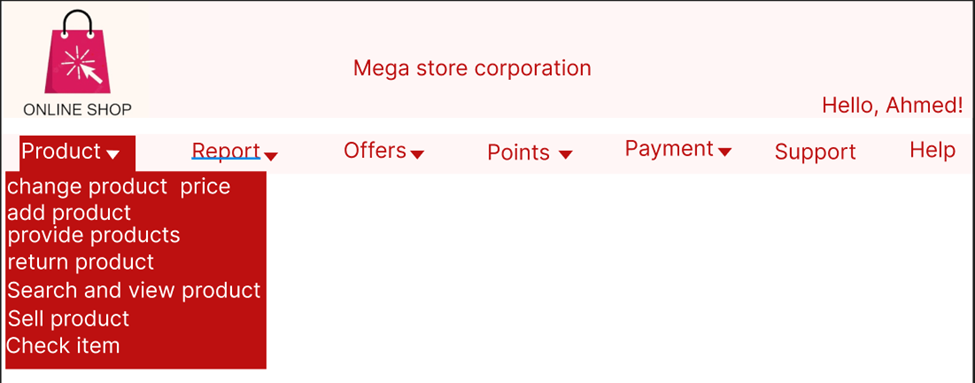 ONLINE SHOP
Mega store corporation
Hello, Ahmed!
Product Report Offers Points Payment Support Help
change product price
add product
provide products
return product
Search and view product
Sell product
Check item